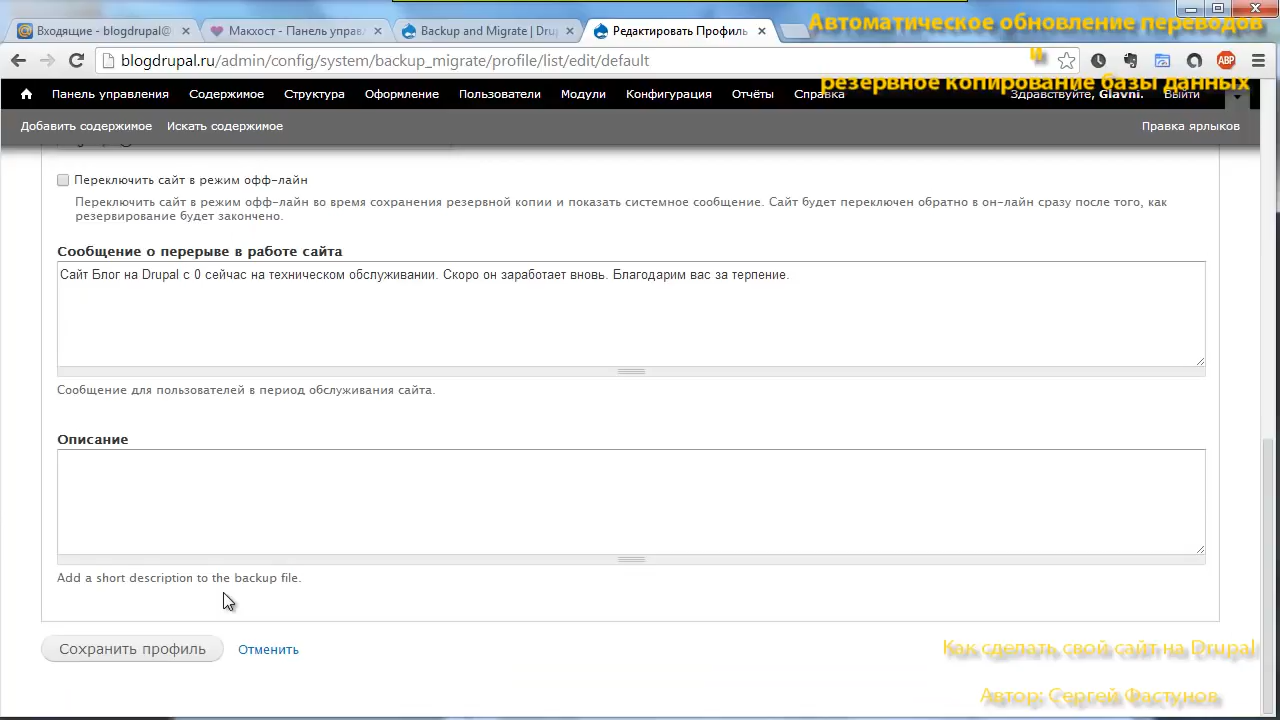 Входящие - blogdrupal@
Макхост - Панель управ
Backup and Migrate | Drup
Редактировать Профиль
Автоматическое обновление переводов
и
резервное копирование базы данных
blogdrupal.ru/admin/config/system/backup_migrate/profile/list/edit/default
ABP
Панель управления Содержимое Структура Оформление Пользователи Модули Конфигурация Отчёты Справка
Здравствуйте, Glavni. Выйти
Добавить содержимое Искать содержимое Правка ярлыков
Переключить сайт в режим офф-лайн
Переключить сайт в режим офф-лайн во время сохранения резервной копии и показать системное сообщение. Сайт будет переключен обратно в он-лайн сразу после того, как
резервирование будет закончено.
Сообщение о перерыве в работе сайта
Сайт Блог на Drupal с 0 сейчас на техническом обслуживании. Скоро он заработает вновь. Благодарим вас за терпение.
Сообщение для пользователей в период обслуживания сайта.
Описание
Add a short description to the backup file.
Сохранить профиль Отменить
Как сделать свой сайт на Drupal
Автор: Сергей Фастунов